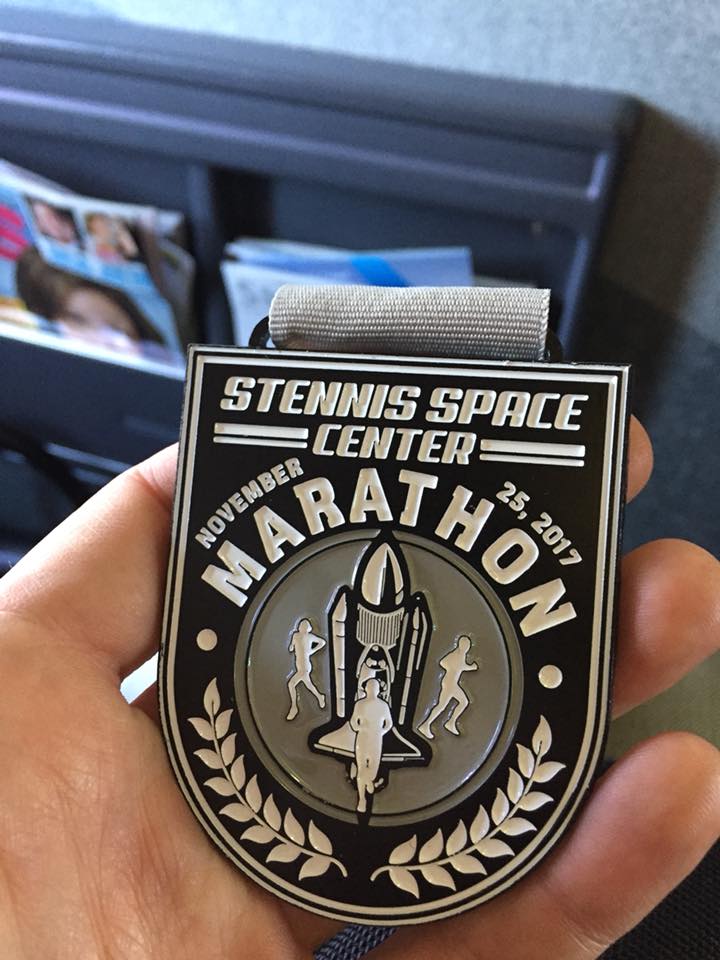 STENNIS SPACE
CENTER
NOVEMBER 25, 2017
MARATHON